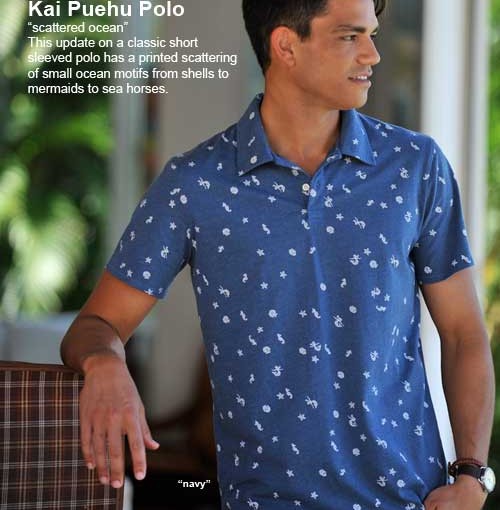 Kai Puehu Polo
“scattered ocean”
This update on a classic short
sleeved polo has a printed scattering
of small ocean motifs from shells to
mermaids to sea horses.
“navy”